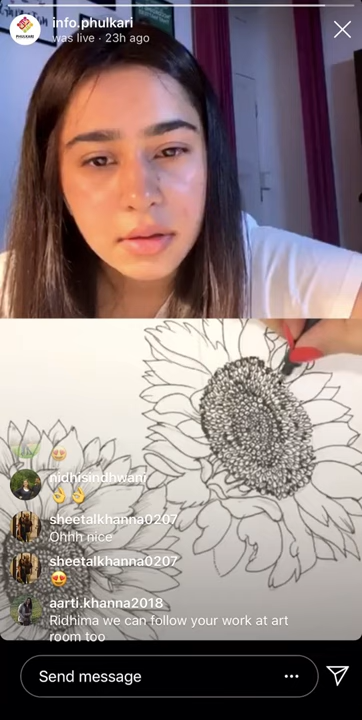 info.phulkari
was live · 23h ago
PHULKARI
nidhisindhwani
👌👌
sheetalkhanna0207
Ohhh nice
sheetalkhanna0207
😍
aarti.khanna2018
Ridhima we can follow your work at art
room too
Send message